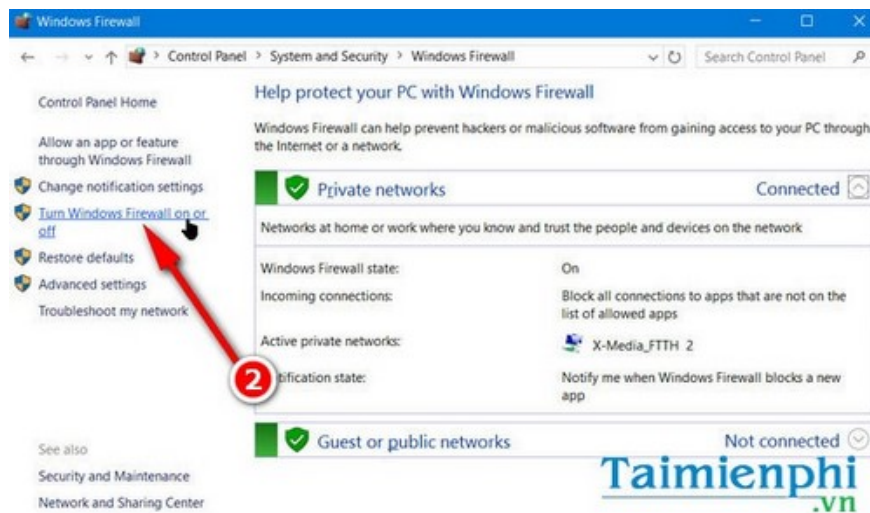 Windows Firewall
Control Panel > System and Security > Windows Firewall
Search Control Panel
Control Panel Home
Allow an app or feature
through Windows Firewall
Change notification settings
Turn Windows Firewall on or
off
Restore defaults
Advanced settings
Troubleshoot my network
See also
Security and Maintenance
Network and Sharing Center
Help protect your PC with Windows Firewall
Windows Firewall can help prevent hackers or malicious software from gaining access to your PC through
the Internet or a network.
Private networks Connected
Networks at home or work where you know and trust the people and devices on the network
Windows Firewall state: On
Incoming connections: Block all connections to apps that are not on the
list of allowed apps
Active private networks: X-Media_FTTH 2
2
tification state: Notify me when Windows Firewall blocks a new
app
Guest or public networks Not connected
Taimienphi
.vn